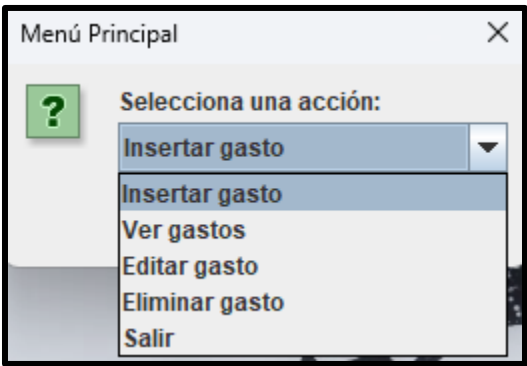 Menú Principal
Selecciona una acción:
Insertar gasto
Insertar gasto
Ver gastos
Editar gasto
Eliminar gasto
Salir